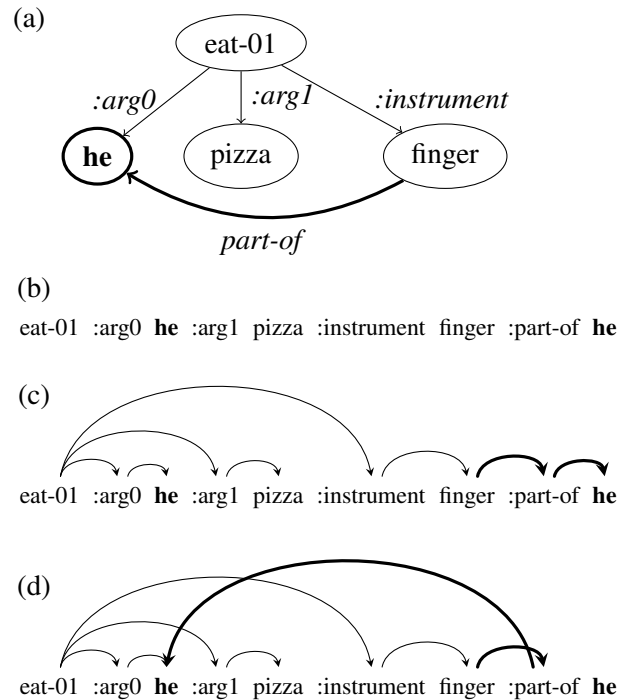 (a)
eat-01
:arg0 :arg1 :instrument
he pizza finger
part-of
(b)
eat-01 :arg0 he :arg1 pizza :instrument finger :part-of he
(c)
eat-01 :arg0 he :arg1 pizza :instrument finger :part-of he
(d)
eat-01 :arg0 he :arg1 pizza :instrument finger :part-of he